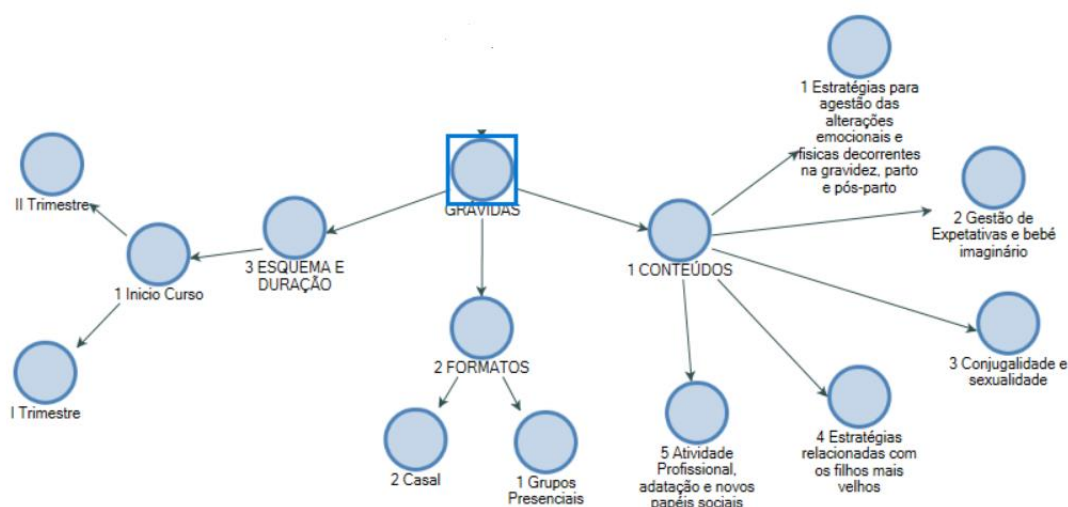 GRÁVIDAS
1 CONTEÚDOS
1 Estratégias para
agestão das
alterações
emocionais e
fisicas decorrentes
na gravidez, parto
e pós-parto
2 Gestão de
Expetativas e bebé
imaginário
3 Conjugalidade e
sexualidade
4 Estratégias
relacionadas com
os filhos mais
velhos
5 Atividade
Profissional,
adatação e novos
papéis sociais
2 FORMATOS
1 Grupos
Presenciais
2 Casal
3 ESQUEMA E
DURAÇÃO
1 Inicio Curso
II Trimestre
I Trimestre